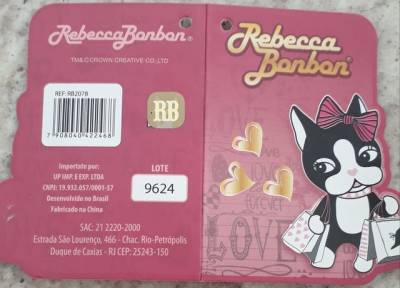 RebeccaBonbon®
TM&©CROWN CREATIVE CO.,LTD
REF: RB2078
7908040422468
RB
Importado por:
UP IMP. E EXP. LTDA
CNPJ: 19.932.057/0001-57
Desenvolvido no Brasil
Fabricado na China
LOTE
9624
SAC: 21 2220-2000
Estrada São Lourenço, 466 - Chac. Rio-Petrópolis
Duque de Caxias - RJ CEP: 25243-150
Rebecca
Bonbon®
love
forever
LOVE